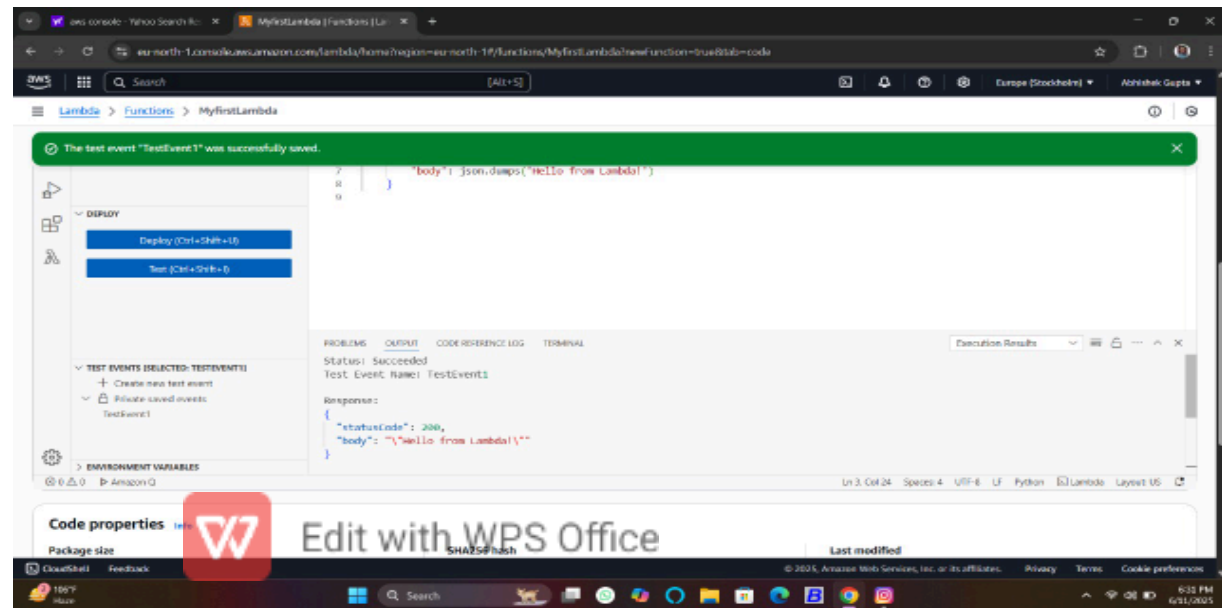 aws console - Yahoo Search Re:
MyfirstLambda | Functions | La
eu-north-1.console.aws.amazon.com/lambda/home?region=eu-north-1#/functions/MyfirstLambda?newFunction=true&tab=code
aws
Search
[Alt+S]
Europe (Stockholm)
Abhishek Gupta
Lambda > Functions > MyfirstLambda
The test event "TestEvent1" was successfully saved.
7 "body": json.dumps("Hello from Lambda!")
8 }
9
DEPLOY
Deploy (Ctrl+Shift+U)
Test (Ctrl+Shift+I)
PROBLEMS OUTPUT CODE REFERENCE LOG TERMINAL
Execution Results
Status: Succeeded
Test Event Name: TestEvent1
TEST EVENTS [SELECTED: TESTEVENT1]
Create new test event
Private saved events
TestEvent1
Response:
{
"statusCode": 200,
"body": "\"Hello from Lambda!\""
}
ENVIRONMENT VARIABLES
0 0 Amazon Q
Ln 3, Col 24 Spaces: 4 UTF-8 LF Python Lambda Layout: US
Code properties Info
Edit with WPS Office
Package size
SHA256 hash
Last modified
CloudShell Feedback
© 2025, Amazon Web Services, Inc. or its affiliates. Privacy Terms Cookie preferences
106°F
Haze
Search
6:31 PM
6/11/2025